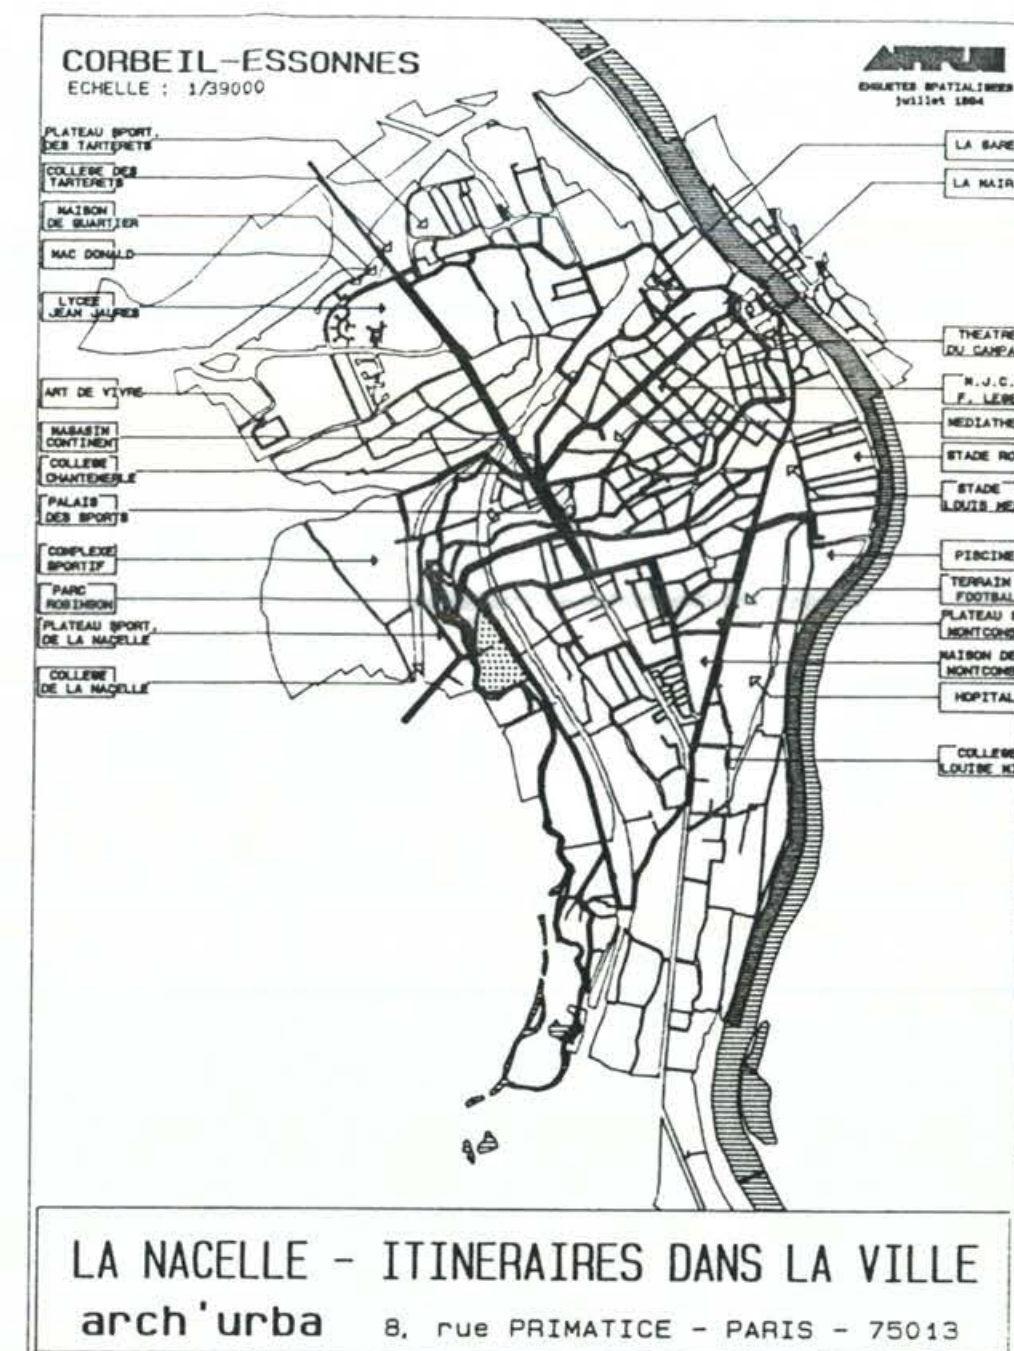 CORBEIL-ESSONNES
ECHELLE : 1/39000
ENQUETES SPATIALISEES
juillet 1994
PLATEAU SPORT.
DES TARTERETS
COLLEGE DES
TARTERETS
MAISON
DE QUARTIER
MAC DONALD
LYCEE
JEAN JAURES
ART DE VIVRE
MAGASIN
CONTINENT
COLLEGE
CHANTEMERLE
PALAIS
DES SPORTS
COMPLEXE
SPORTIF
PARC
ROBINSON
PLATEAU SPORT.
DE LA NACELLE
COLLEGE
DE LA NACELLE
LA GARE
LA MAIR
THEATRE
DU CAMPA
M.J.C.
F. LEGE
MEDIATHE
STADE RO
STADE
LOUIS ME
PISCINE
TERRAIN
FOOTBAL
PLATEAU
MONTCONS
MAISON DE
MONTCONS
HOPITAL
COLLEGE
LOUISE MI
LA NACELLE - ITINERAIRES DANS LA VILLE
arch'urba 8, rue PRIMATICE - PARIS - 75013